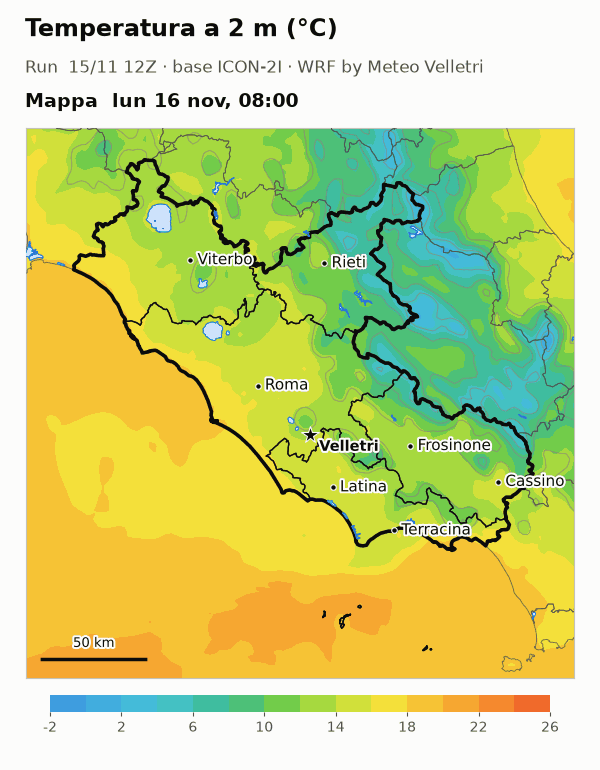 Temperatura a 2 m (°C)
Run  15/11 12Z · base ICON-2I · WRF by Meteo Velletri
Mappa  lun 16 nov, 08:00
Viterbo
Rieti
Roma
Velletri
Frosinone
Latina
Cassino
Terracina
50 km
-2 2 6 10 14 18 22 26